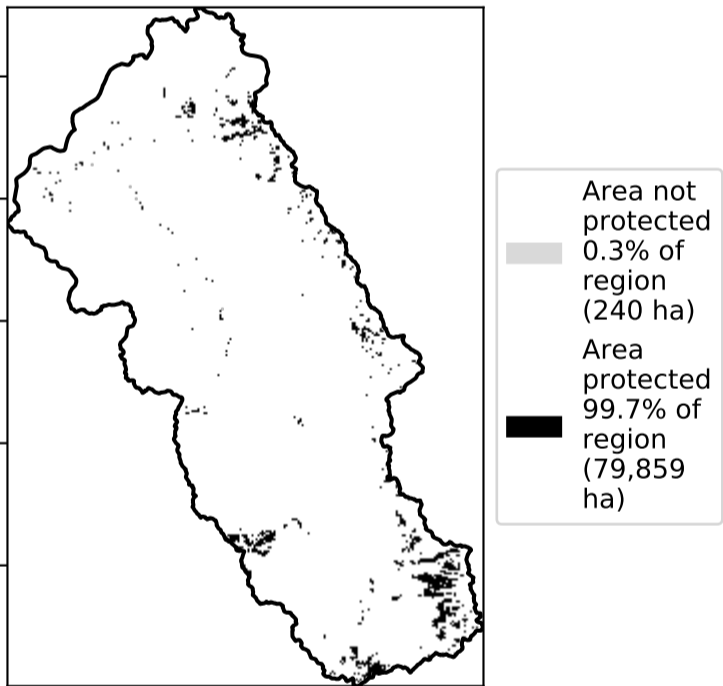 Area not
protected
0.3% of
region
(240 ha)
Area
protected
99.7% of
region
(79,859
ha)